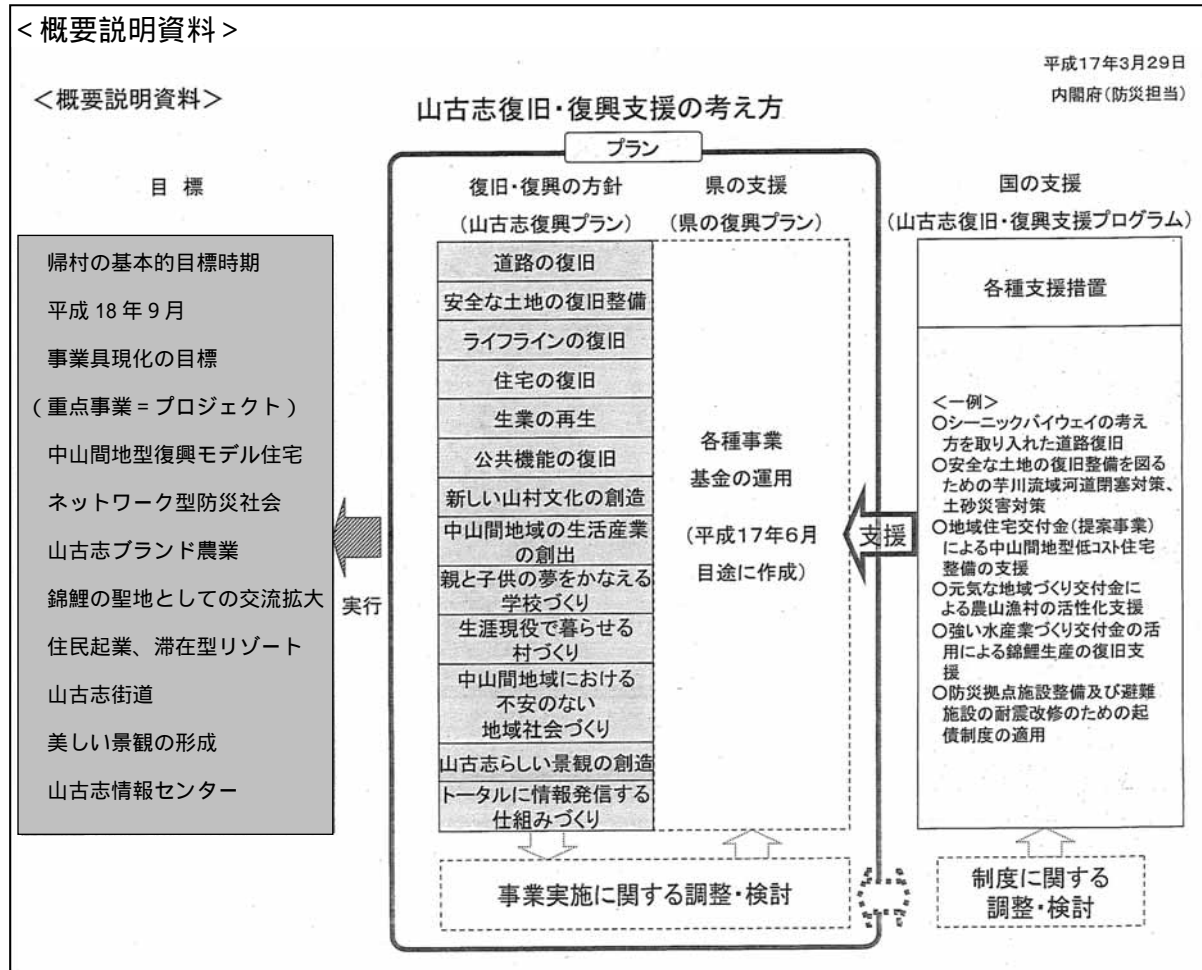 ＜概要説明資料＞
平成17年3月29日
内閣府(防災担当)
＜概要説明資料＞
山古志復旧・復興支援の考え方
プラン
目 標
帰村の基本的目標時期
平成 18 年 9 月
事業具現化の目標
（重点事業＝プロジェクト）
中山間地型復興モデル住宅
ネットワーク型防災社会
山古志ブランド農業
錦鯉の聖地としての交流拡大
住民起業、滞在型リゾート
山古志街道
美しい景観の形成
山古志情報センター
実行
復旧・復興の方針
(山古志復興プラン)
道路の復旧
安全な土地の復旧整備
ライフラインの復旧
住宅の復旧
生業の再生
公共機能の復旧
新しい山村文化の創造
中山間地域の生活産業
の創出
親と子供の夢をかなえる
学校づくり
生涯現役で暮らせる
村づくり
中山間地域における
不安のない
地域社会づくり
山古志らしい景観の創造
トータルに情報発信する
仕組みづくり
県の支援
(県の復興プラン)
各種事業
基金の運用
(平成17年6月
目途に作成)
事業実施に関する調整・検討
支援
国の支援
(山古志復旧・復興支援プログラム)
各種支援措置
＜一例＞
○シーニックバイウェイの考え
方を取り入れた道路復旧
○安全な土地の復旧整備を図る
ための芋川流域河道閉塞対策、
土砂災害対策
○地域住宅交付金(提案事業)
による中山間地型低コスト住宅
整備の支援
○元気な地域づくり交付金に
よる農山漁村の活性化支援
○強い水産業づくり交付金の活
用による錦鯉生産の復旧支
援
○防災拠点施設整備及び避難
施設の耐震改修のための起
債制度の適用
制度に関する
調整・検討